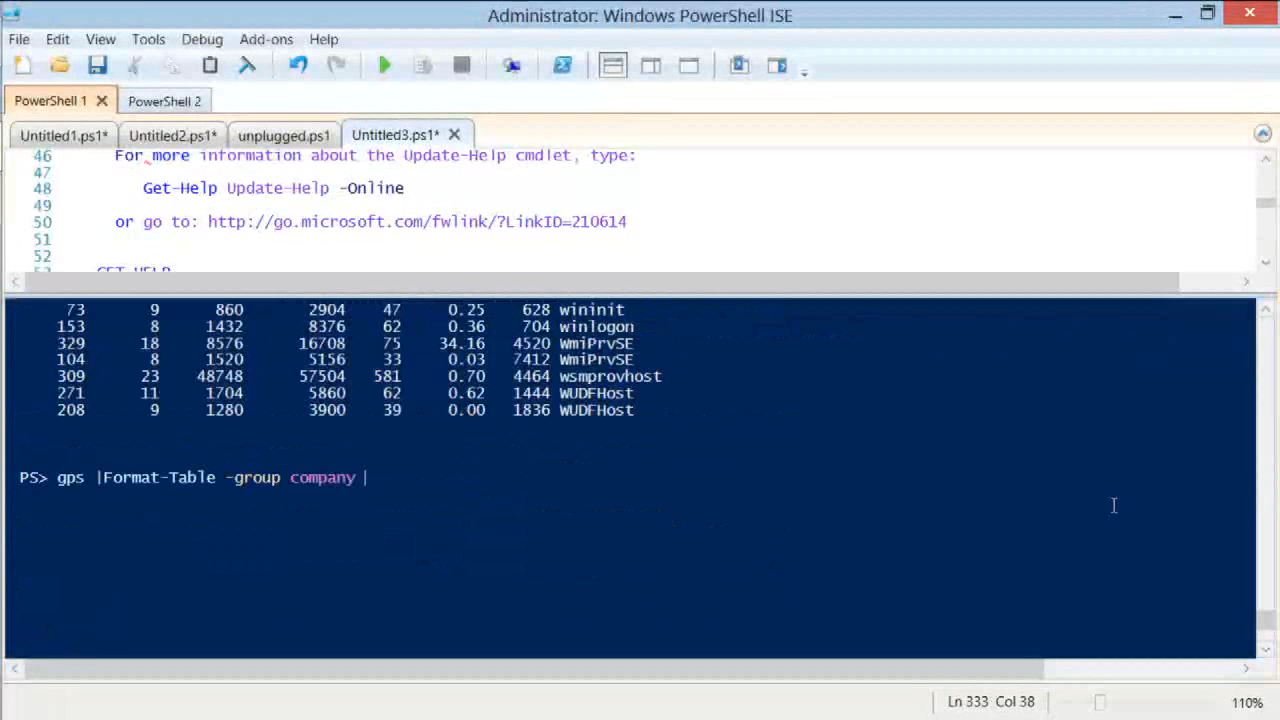 Administrator: Windows PowerShell ISE
File Edit View Tools Debug Add-ons Help
PowerShell 1 PowerShell 2
Untitled1.ps1* Untitled2.ps1* unplugged.ps1 Untitled3.ps1*
46 For more information about the Update-Help cmdlet, type:
47
48 Get-Help Update-Help -Online
49
50 or go to: http://go.microsoft.com/fwlink/?LinkID=210614
51
52
53 GET-HELP
73 9 860 2904 47 0.25 628 wininit
153 8 1432 8376 62 0.36 704 winlogon
329 18 8576 16708 75 34.16 4520 WmiPrvSE
104 8 1520 5156 33 0.03 7412 WmiPrvSE
309 23 48748 57504 581 0.70 4464 wsmprovhost
271 11 1704 5860 62 0.62 1444 WUDFHost
208 9 1280 3900 39 0.00 1836 WUDFHost
PS> gps |Format-Table -group company
Ln 333 Col 38 110%